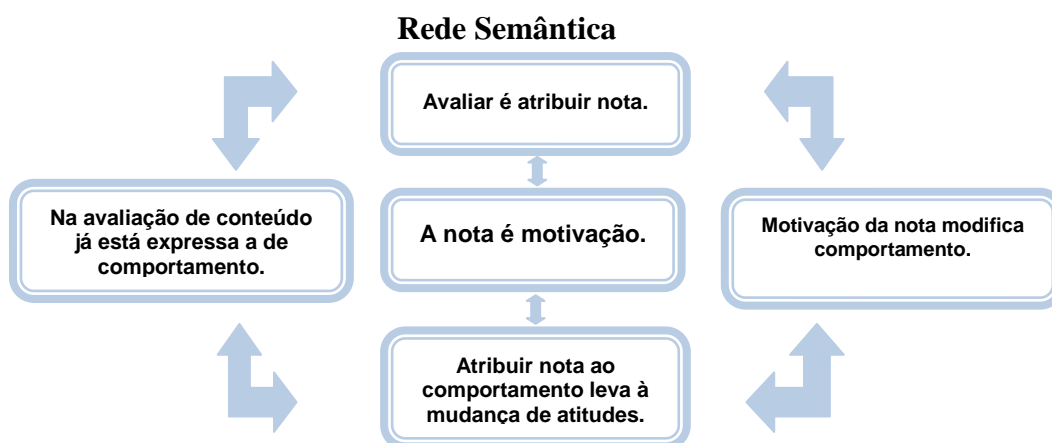 Rede Semântica
Avaliar é atribuir nota.
Na avaliação de conteúdo
já está expressa a de
comportamento.
A nota é motivação.
Motivação da nota modifica
comportamento.
Atribuir nota ao
comportamento leva à
mudança de atitudes.